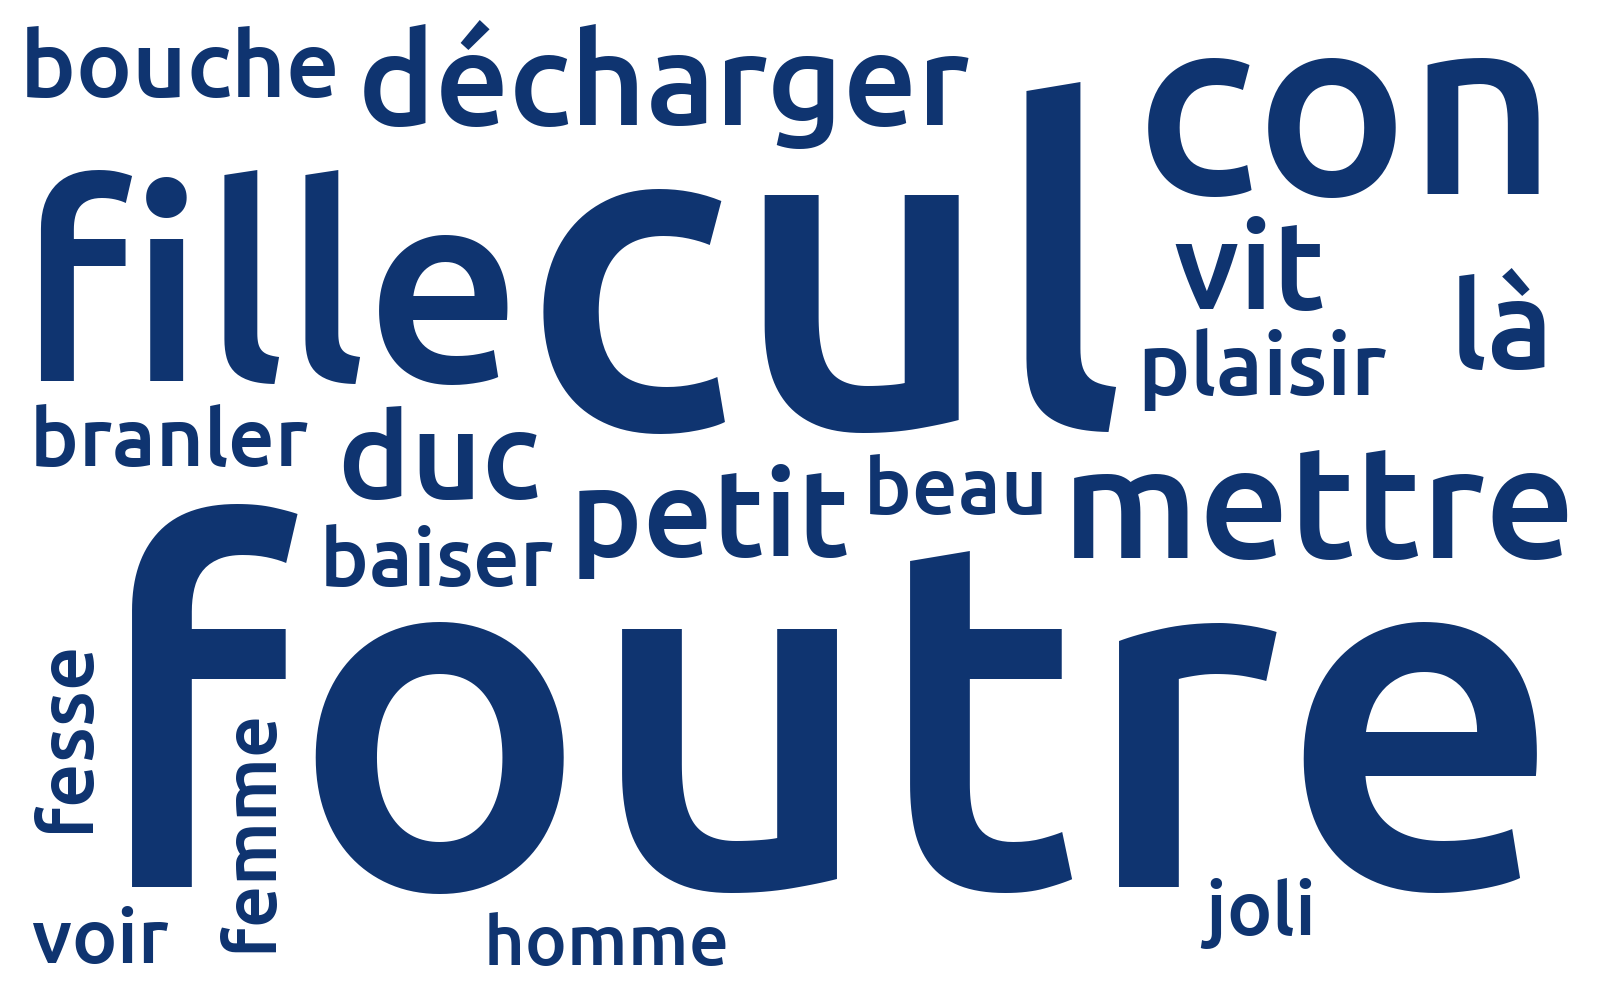 bouche
décharger
con
fille
cul
vit
là
plaisir
branler
duc
petit
beau
mettre
baiser
foutre
fesse
femme
voir
homme
joli